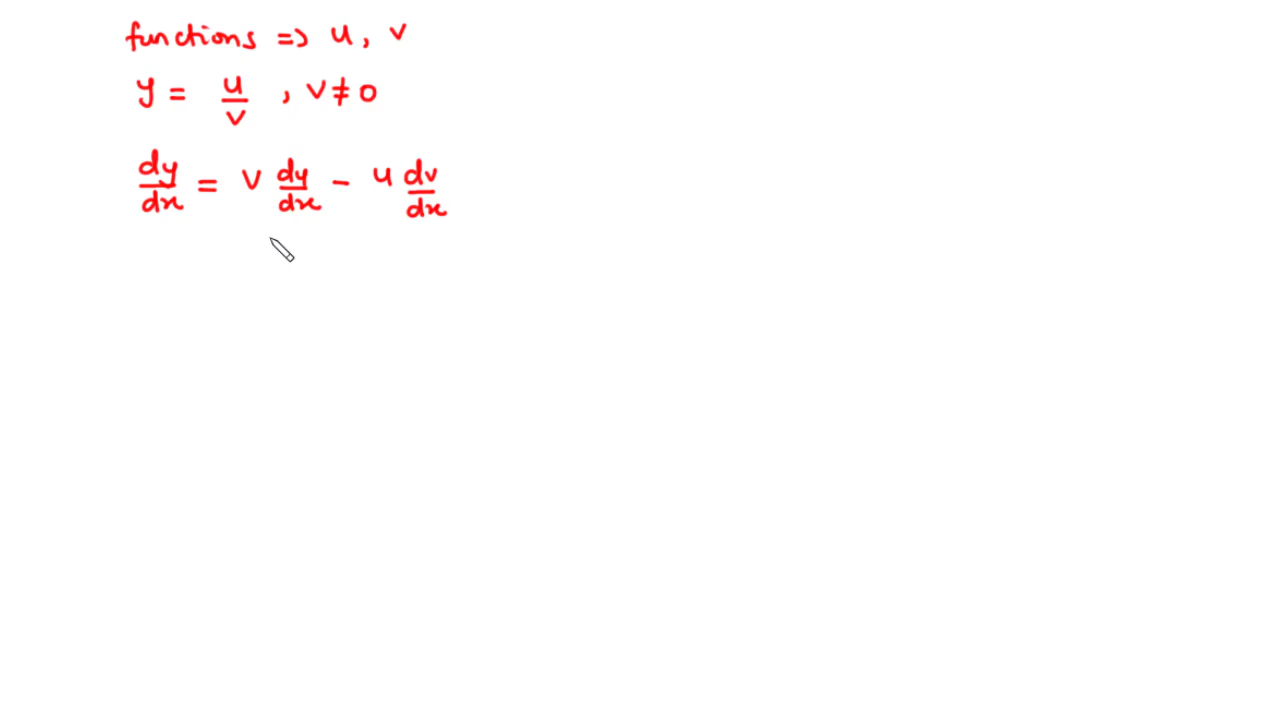 functions => u, v
y = u/v , v ≠ 0
dy/dx = v dy/dx - u dv/dx